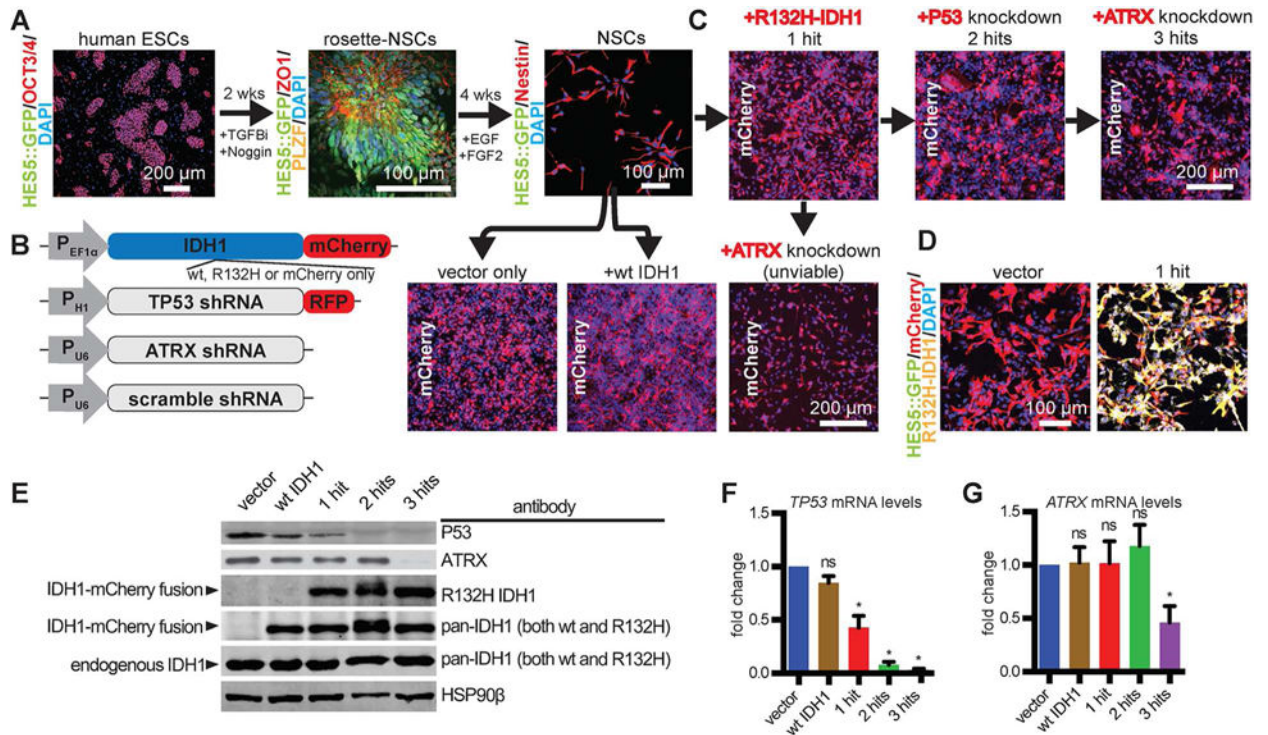 A
human ESCs
HES5::GFP/OCT3/4/
DAPI
200 µm
2 wks
+TGFBi
+Noggin
rosette-NSCs
HES5::GFP/ZO1/
PLZF/DAPI
100 µm
4 wks
+EGF
+FGF2
NSCs
HES5::GFP/Nestin/
DAPI
100 µm
C
+R132H-IDH1
1 hit
mCherry
+P53 knockdown
2 hits
mCherry
+ATRX knockdown
3 hits
mCherry
200 µm
B
PEF1α
IDH1
mCherry
wt, R132H or mCherry only
PH1
TP53 shRNA
RFP
PU6
ATRX shRNA
PU6
scramble shRNA
vector only
mCherry
+wt IDH1
mCherry
+ATRX knockdown
(unviable)
mCherry
200 µm
D
vector
1 hit
HES5::GFP/mCherry/
R132H-IDH1/DAPI
100 µm
E
vector
wt IDH1
1 hit
2 hits
3 hits
antibody
P53
ATRX
IDH1-mCherry fusion
R132H IDH1
IDH1-mCherry fusion
pan-IDH1 (both wt and R132H)
endogenous IDH1
pan-IDH1 (both wt and R132H)
HSP90β
F
TP53 mRNA levels
fold change
1.5
1.0
0.5
0.0
ns
*
*
*
vector
wt IDH1
1 hit
2 hits
3 hits
G
ATRX mRNA levels
fold change
1.5
1.0
0.5
0.0
ns
ns
ns
*
vector
wt IDH1
1 hit
2 hits
3 hits